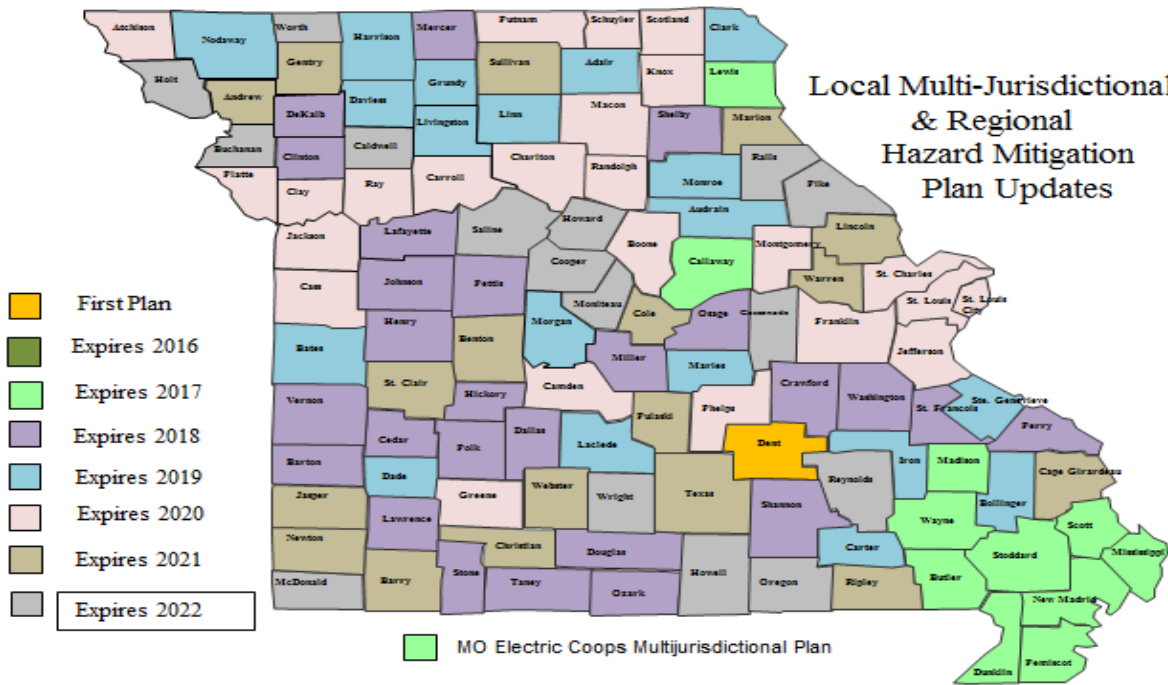 Local Multi-Jurisdictional
& Regional
Hazard Mitigation
Plan Updates
Atchison
Nodaway
Worth
Harrison
Mercer
Putnam
Schuyler
Scotland
Clark
Holt
Gentry
Grundy
Sullivan
Adair
Knox
Lewis
Andrew
DeKalb
Daviess
Livingston
Linn
Macon
Shelby
Marion
Buchanan
Clinton
Caldwell
Chariton
Randolph
Monroe
Ralls
Pike
Platte
Clay
Ray
Carroll
Audrain
Jackson
Lafayette
Saline
Howard
Boone
Callaway
Montgomery
Lincoln
Warren
St. Charles
St. Louis
St. Louis
City
Cass
Johnson
Pettis
Cooper
Moniteau
Cole
Osage
Franklin
Jefferson
Bates
Henry
Benton
Morgan
Miller
Maries
Crawford
Washington
St. Francois
Ste. Genevieve
Perry
Vernon
St. Clair
Hickory
Camden
Pulaski
Phelps
Dent
Iron
Madison
Cape Girardeau
Barton
Cedar
Polk
Dallas
Laclede
Texas
Shannon
Reynolds
Bollinger
Dade
Jasper
Greene
Webster
Wright
Wayne
Scott
Lawrence
Newton
Christian
Douglas
Howell
Carter
Stoddard
Mississippi
McDonald
Barry
Stone
Taney
Ozark
Oregon
Ripley
Butler
New Madrid
Dunklin
Pemiscot
First Plan
Expires 2016
Expires 2017
Expires 2018
Expires 2019
Expires 2020
Expires 2021
Expires 2022
MO Electric Coops Multijurisdictional Plan